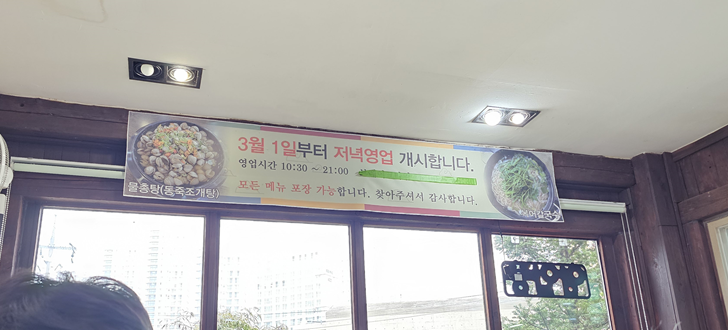 3월 1일부터 저녁영업 개시합니다.
영업시간 10:30 ~ 21:00
모든 메뉴 포장 가능합니다. 찾아주셔서 감사합니다.
물총탕(동죽조개탕)